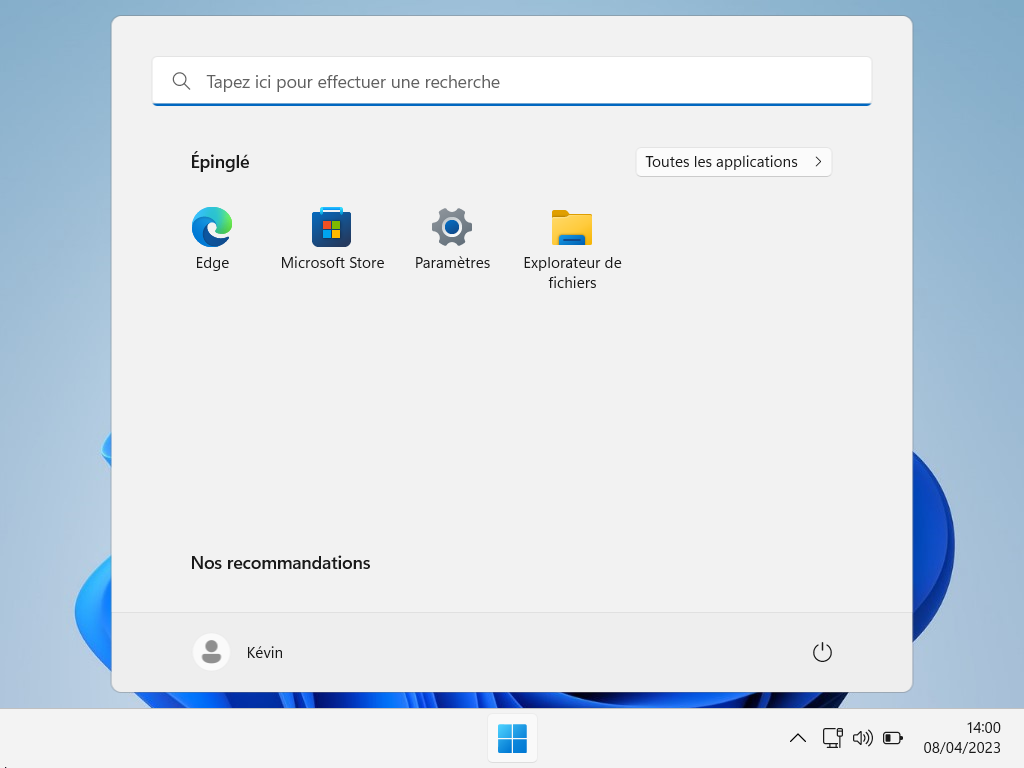 Tapez ici pour effectuer une recherche
Épinglé
Toutes les applications
Edge
Microsoft Store
Paramètres
Explorateur de
fichiers
Nos recommandations
Kévin
14:00
08/04/2023